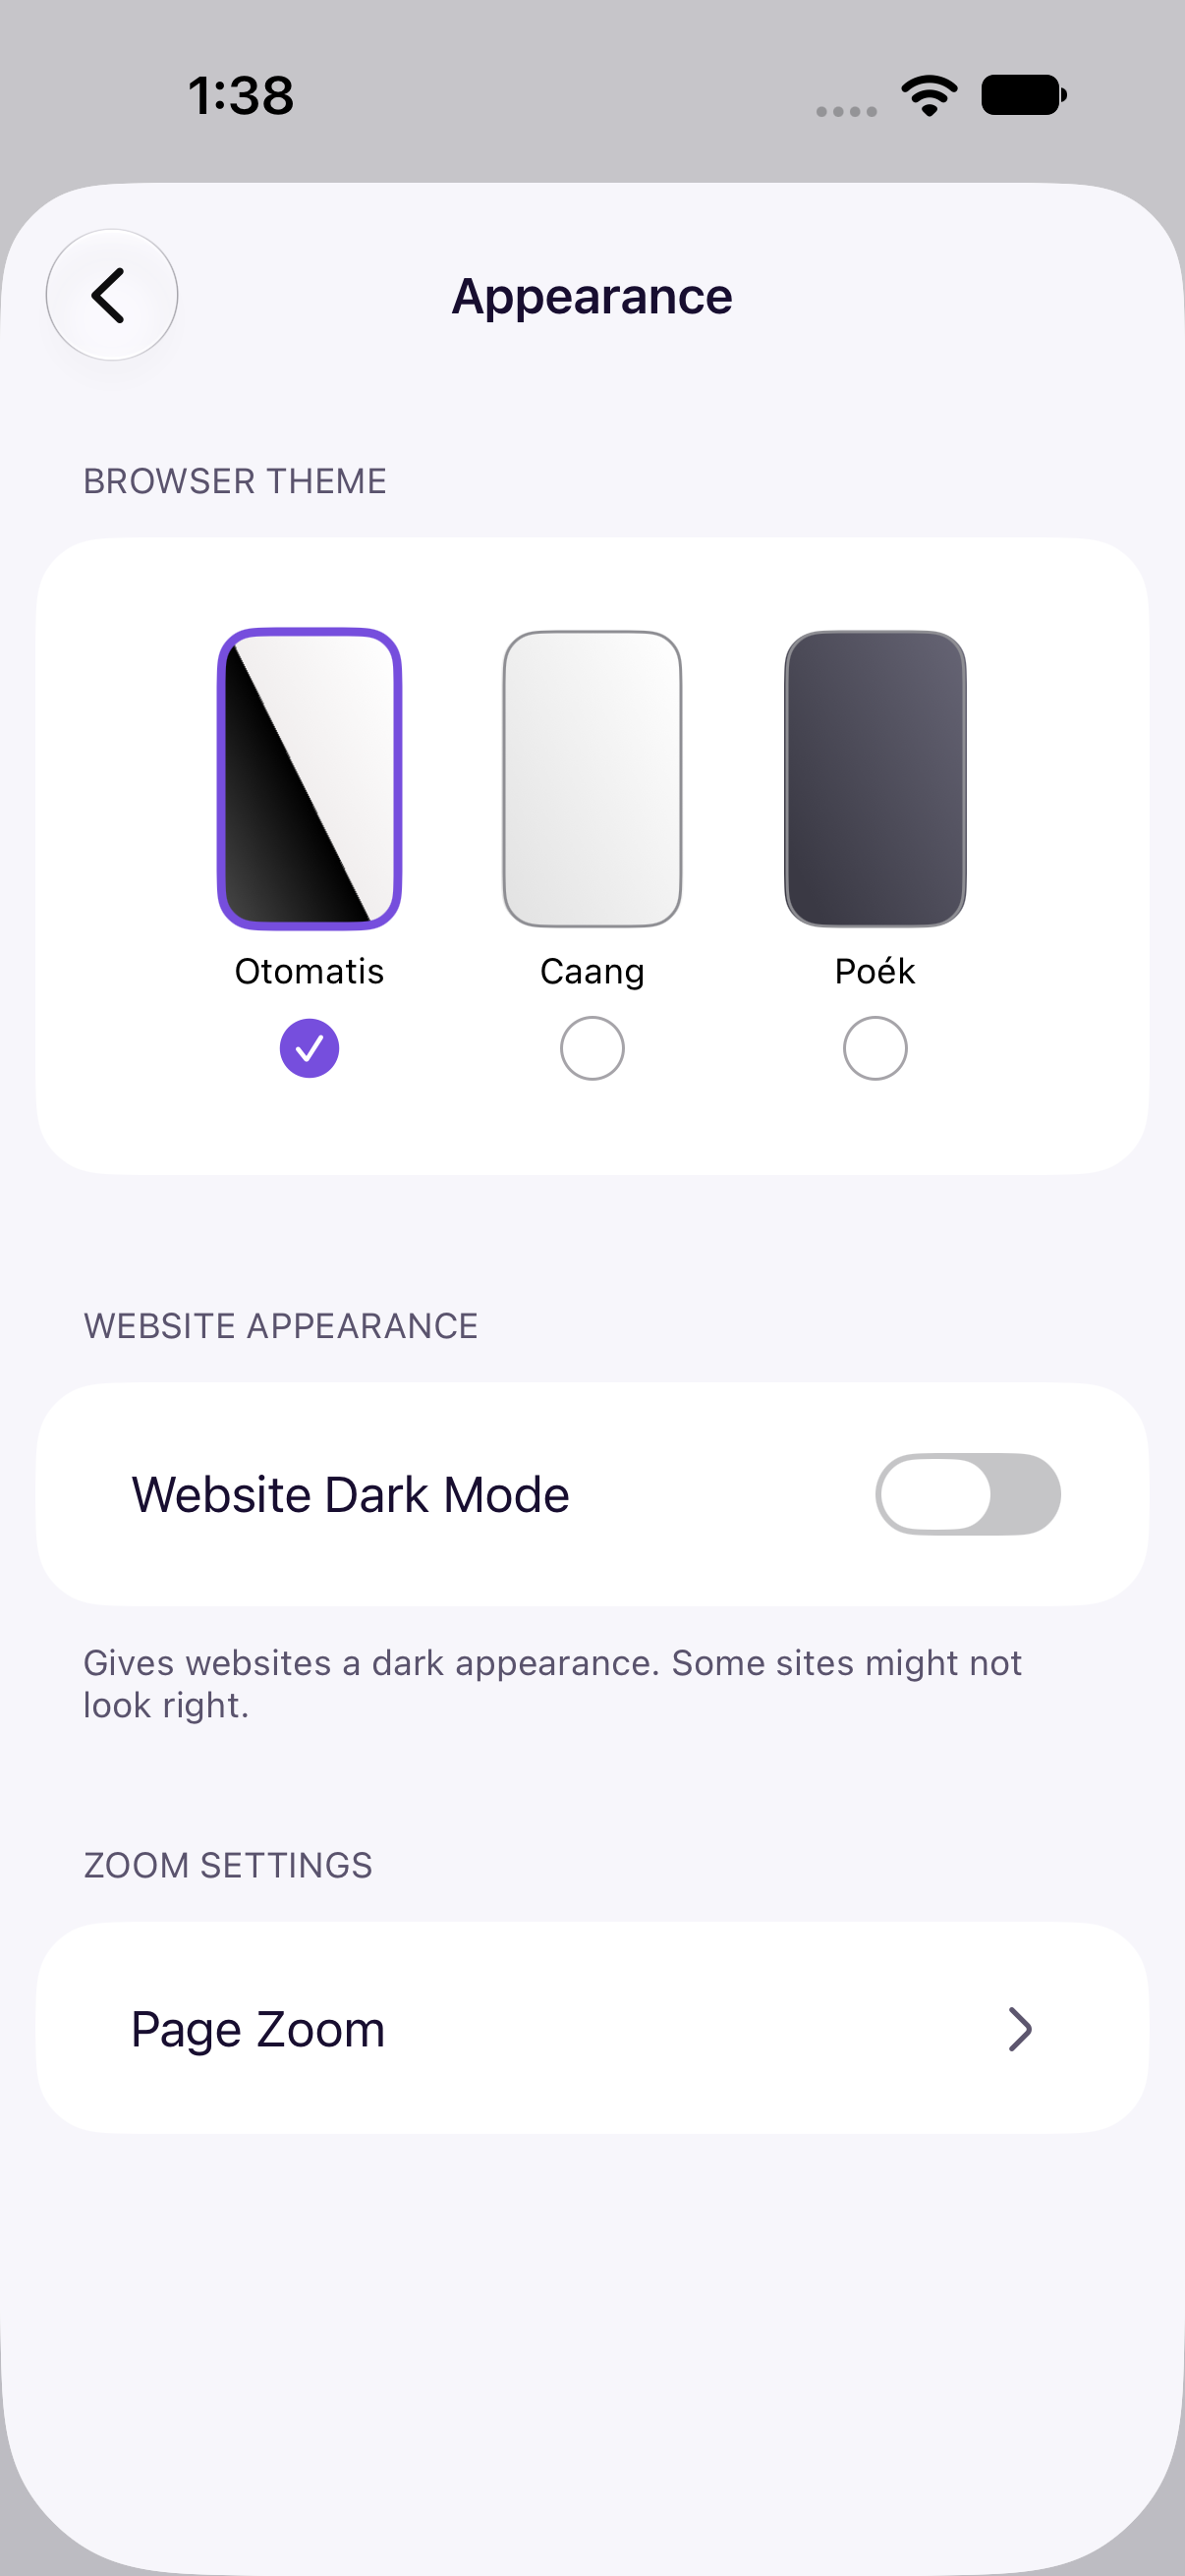 1:38
Appearance
BROWSER THEME
Otomatis
Caang
Poék
WEBSITE APPEARANCE
Website Dark Mode
Gives websites a dark appearance. Some sites might not
look right.
ZOOM SETTINGS
Page Zoom